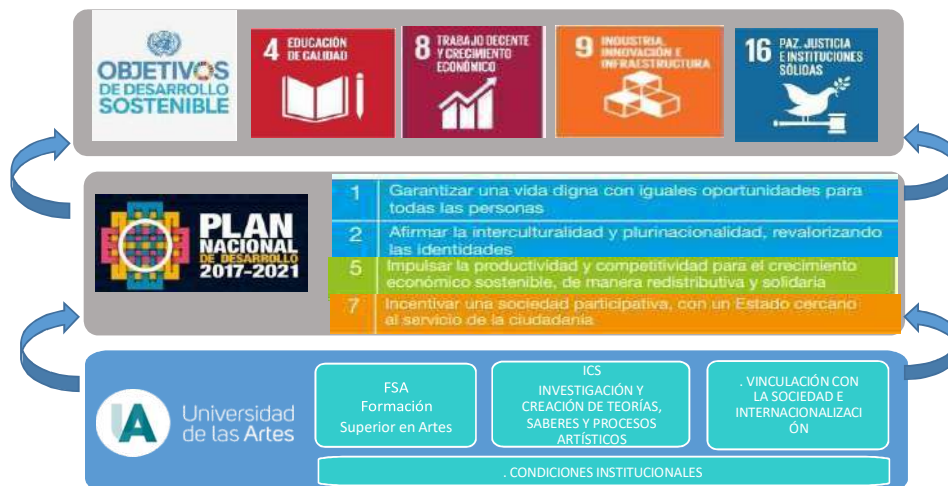 OBJETIVOS
DE DESARROLLO
SOSTENIBLE
4 EDUCACIÓN
DE CALIDAD
8 TRABAJO DECENTE
Y CRECIMIENTO
ECONÓMICO
9 INDUSTRIA,
INNOVACIÓN E
INFRAESTRUCTURA
16 PAZ, JUSTICIA
E INSTITUCIONES
SÓLIDAS
PLAN
NACIONAL
DE DESARROLLO
2017-2021
1 Garantizar una vida digna con iguales oportunidades para
todas las personas
2 Afirmar la interculturalidad y plurinacionalidad, revalorizando
las identidades
5 Impulsar la productividad y competitividad para el crecimiento
económico sostenible, de manera redistributiva y solidaria
7 Incentivar una sociedad participativa, con un Estado cercano
al servicio de la ciudadanía
UA
Universidad
de las Artes
FSA
Formación
Superior en Artes
ICS
INVESTIGACIÓN Y
CREACIÓN DE TEORÍAS,
SABERES Y PROCESOS
ARTÍSTICOS
. VINCULACIÓN CON
LA SOCIEDAD E
INTERNACIONALIZACI
ÓN
. CONDICIONES INSTITUCIONALES